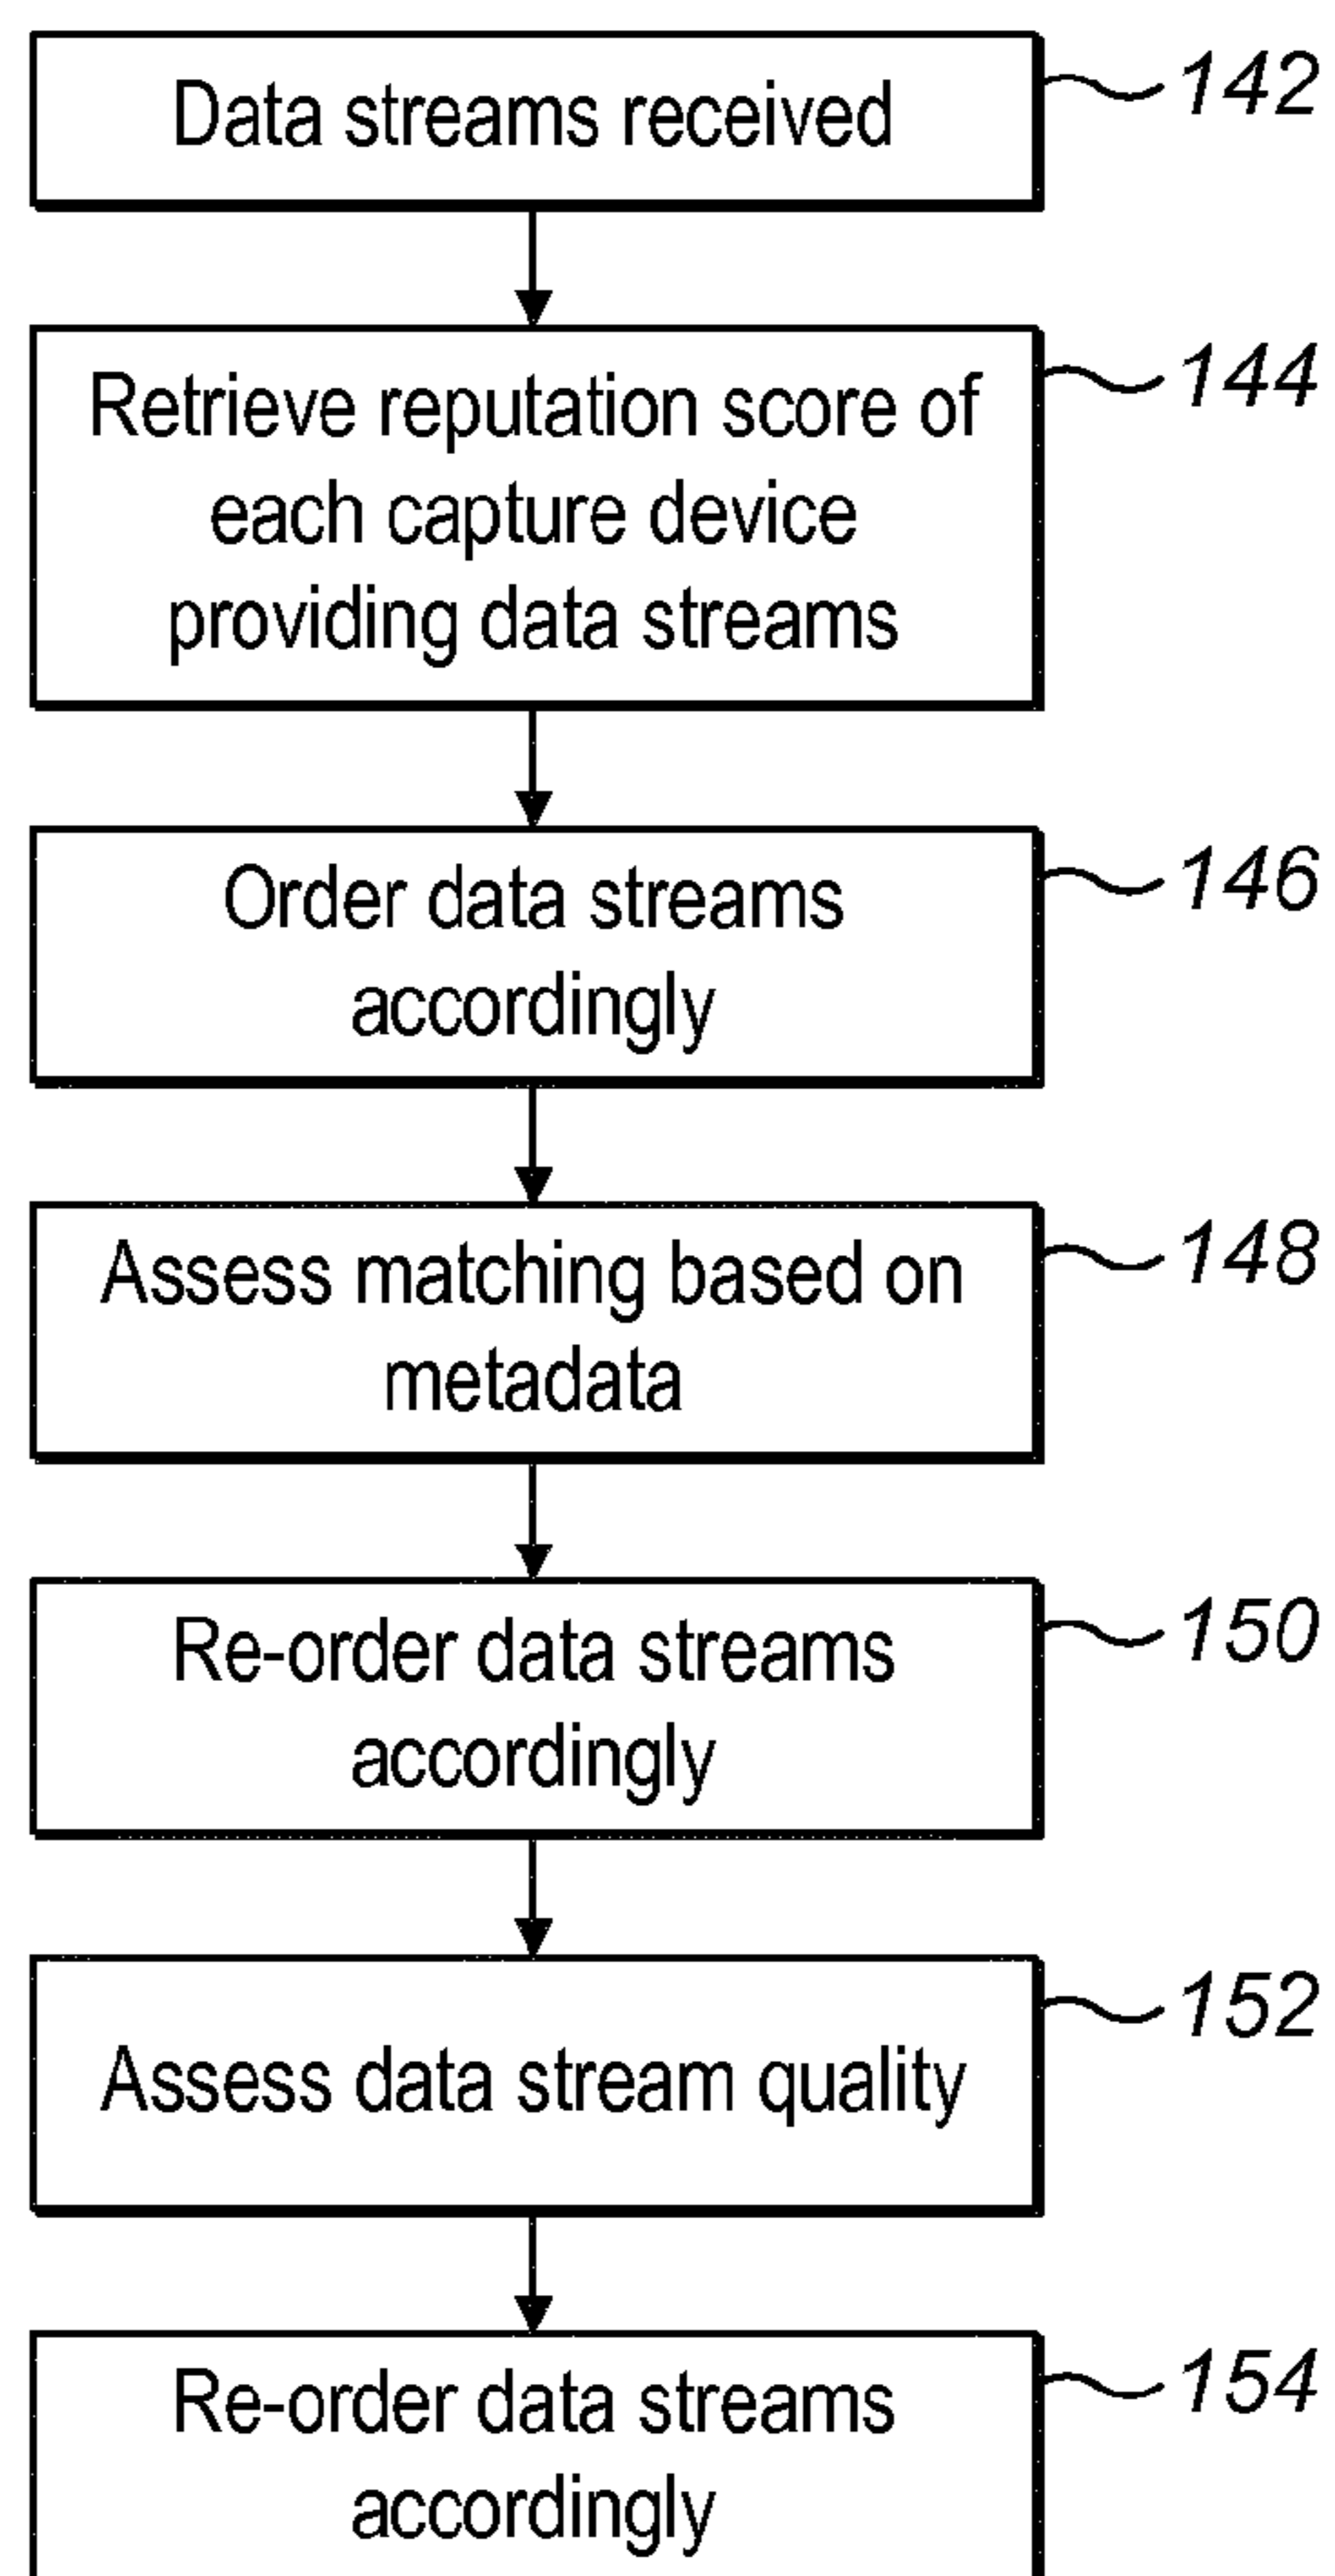 Data streams received
142
Retrieve reputation score of
each capture device
providing data streams
144
Order data streams
accordingly
146
Assess matching based on
metadata
148
Re-order data streams
accordingly
150
Assess data stream quality
152
Re-order data streams
accordingly
154